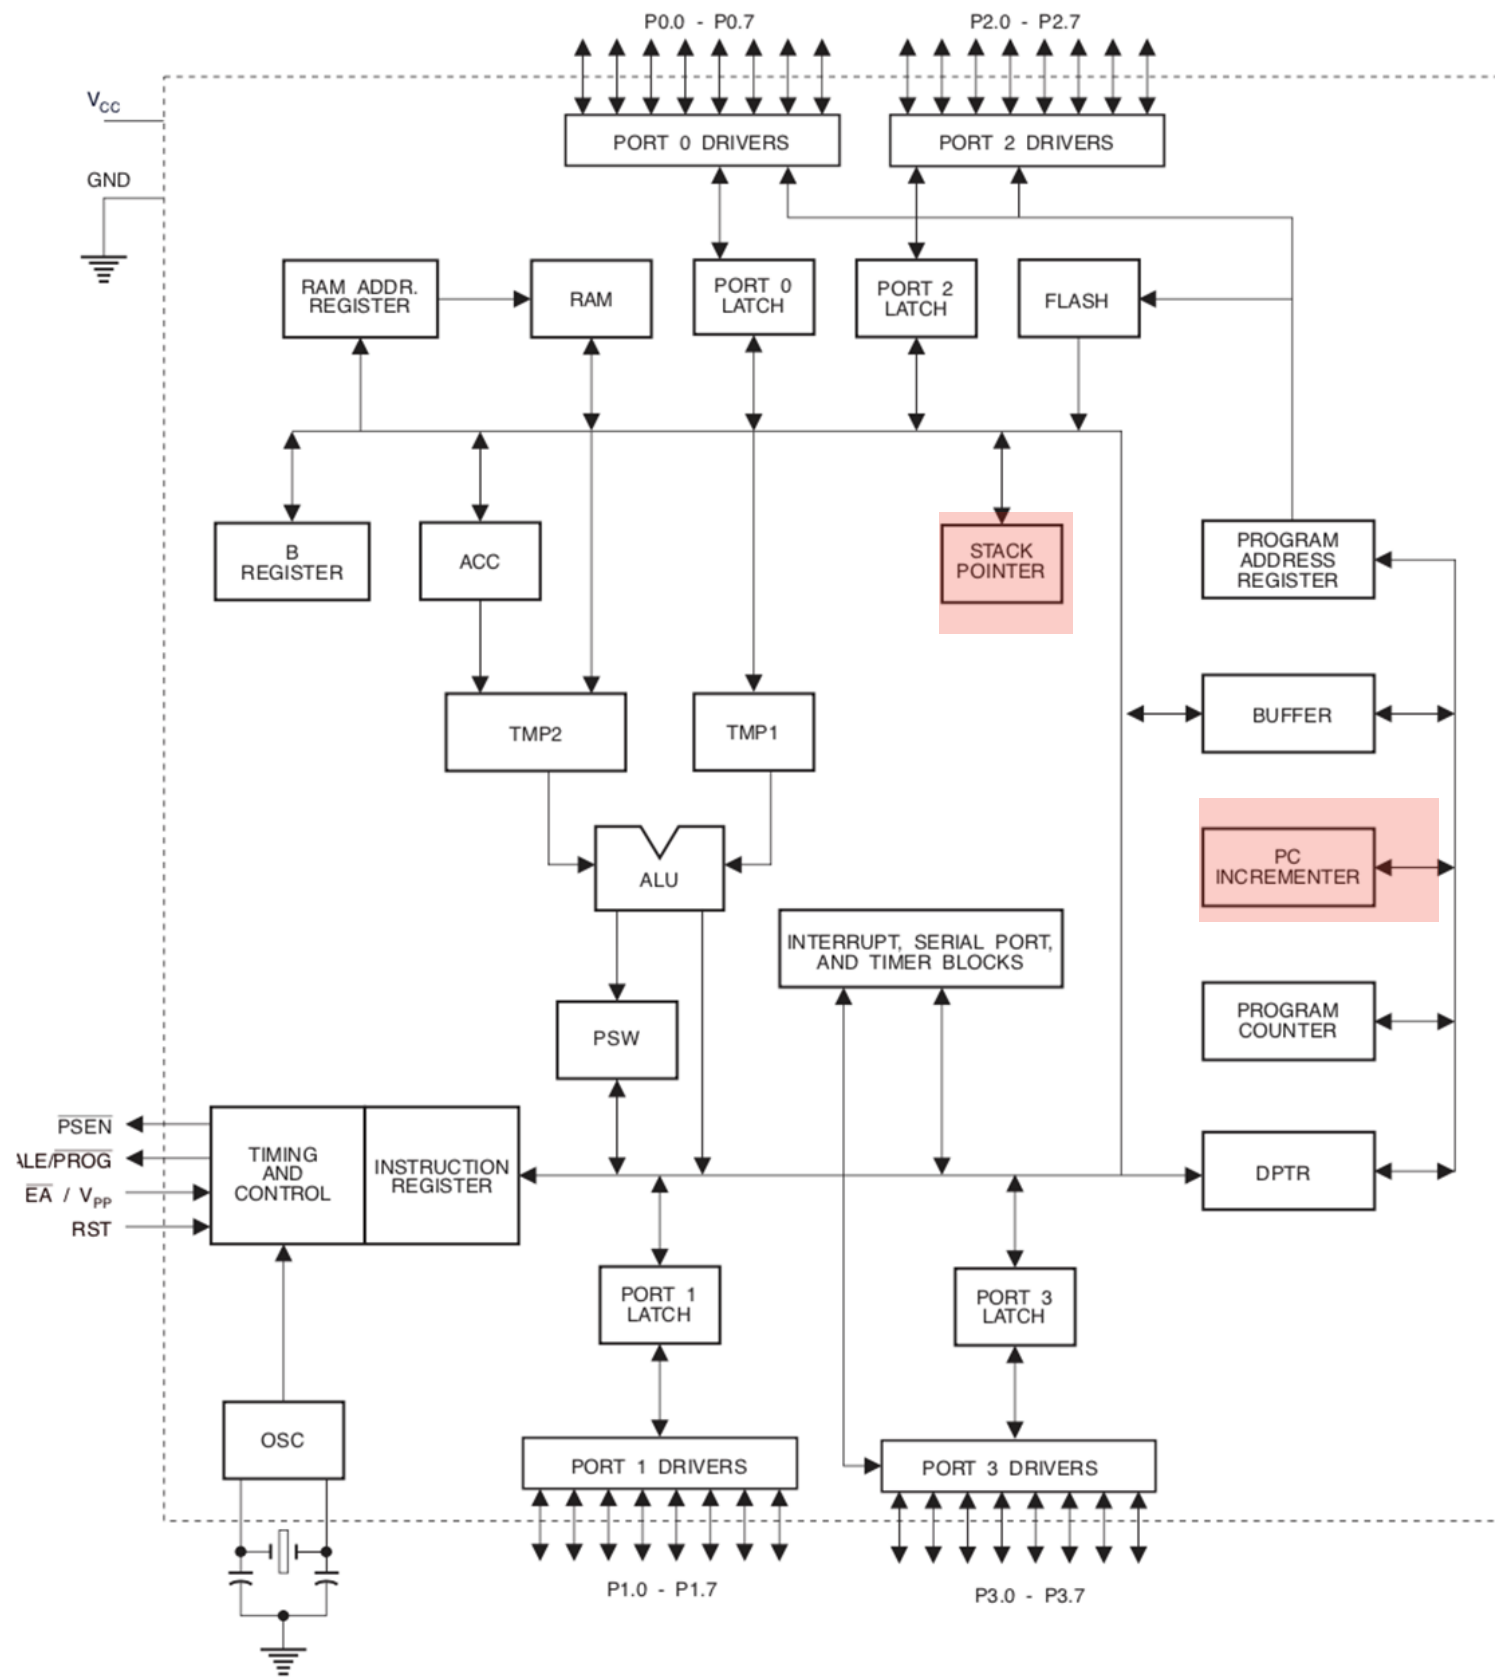 P0.0 - P0.7
P2.0 - P2.7
VCC
PORT 0 DRIVERS
PORT 2 DRIVERS
GND
RAM ADDR.
REGISTER
RAM
PORT 0
LATCH
PORT 2
LATCH
FLASH
B
REGISTER
ACC
STACK
POINTER
PROGRAM
ADDRESS
REGISTER
TMP2
TMP1
BUFFER
ALU
PC
INCREMENTER
INTERRUPT, SERIAL PORT,
AND TIMER BLOCKS
PSW
PROGRAM
COUNTER
PSEN
LE/PROG
EA / VPP
RST
TIMING
AND
CONTROL
INSTRUCTION
REGISTER
DPTR
PORT 1
LATCH
PORT 3
LATCH
OSC
PORT 1 DRIVERS
PORT 3 DRIVERS
P1.0 - P1.7
P3.0 - P3.7